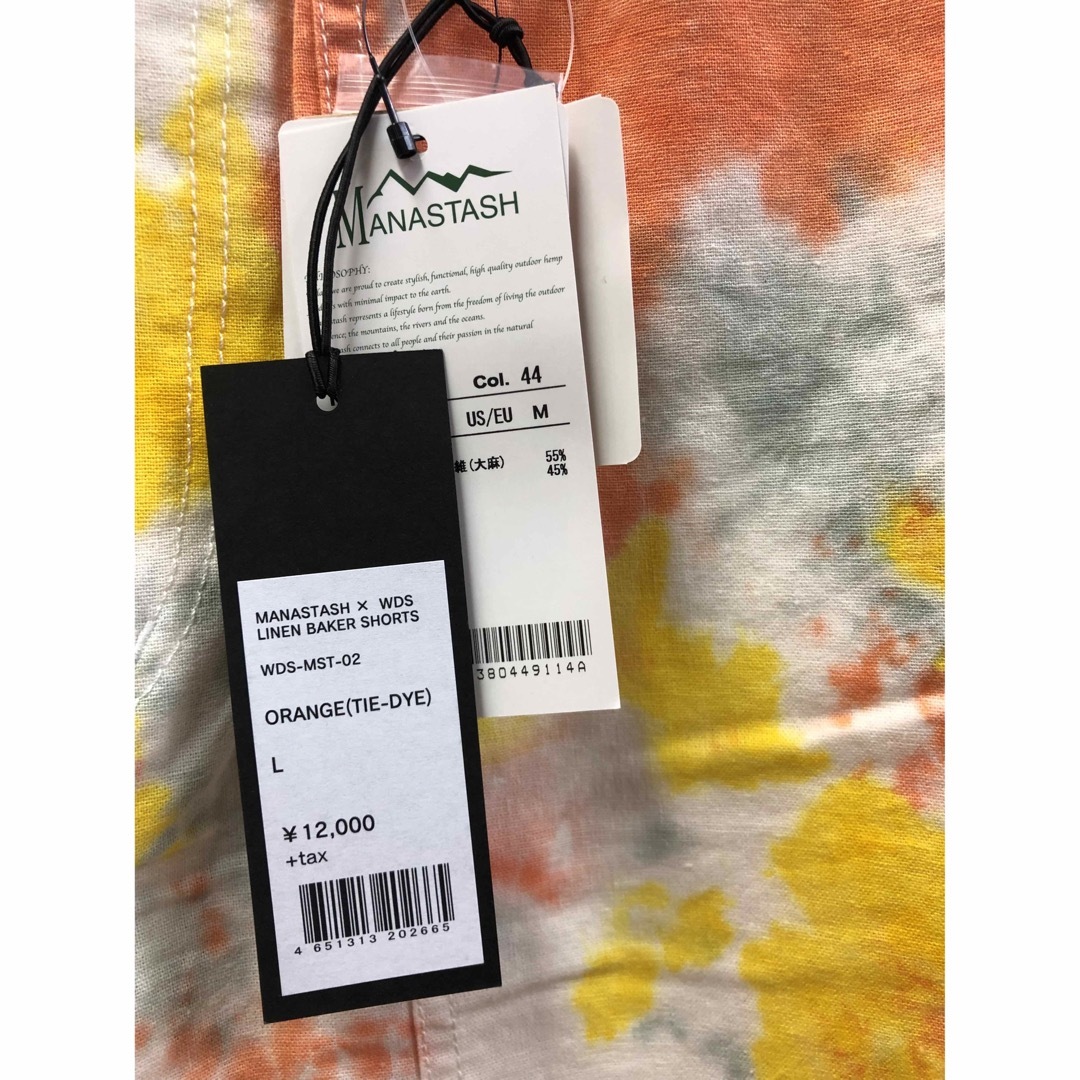 MANASTASH
PHILOSOPHY:
we are proud to create stylish, functional, high quality outdoor hemp
with minimal impact to the earth.
represents a lifestyle born from the freedom of living the outdoor
the mountains, the rivers and the oceans.
connects to all people and their passion in the natural
Col. 44
US/EU M
維(大麻) 55%
45%
380449114A
MANASTASH × WDS
LINEN BAKER SHORTS
WDS-MST-02
ORANGE(TIE-DYE)
L
¥12,000
+tax
4 651313 202665